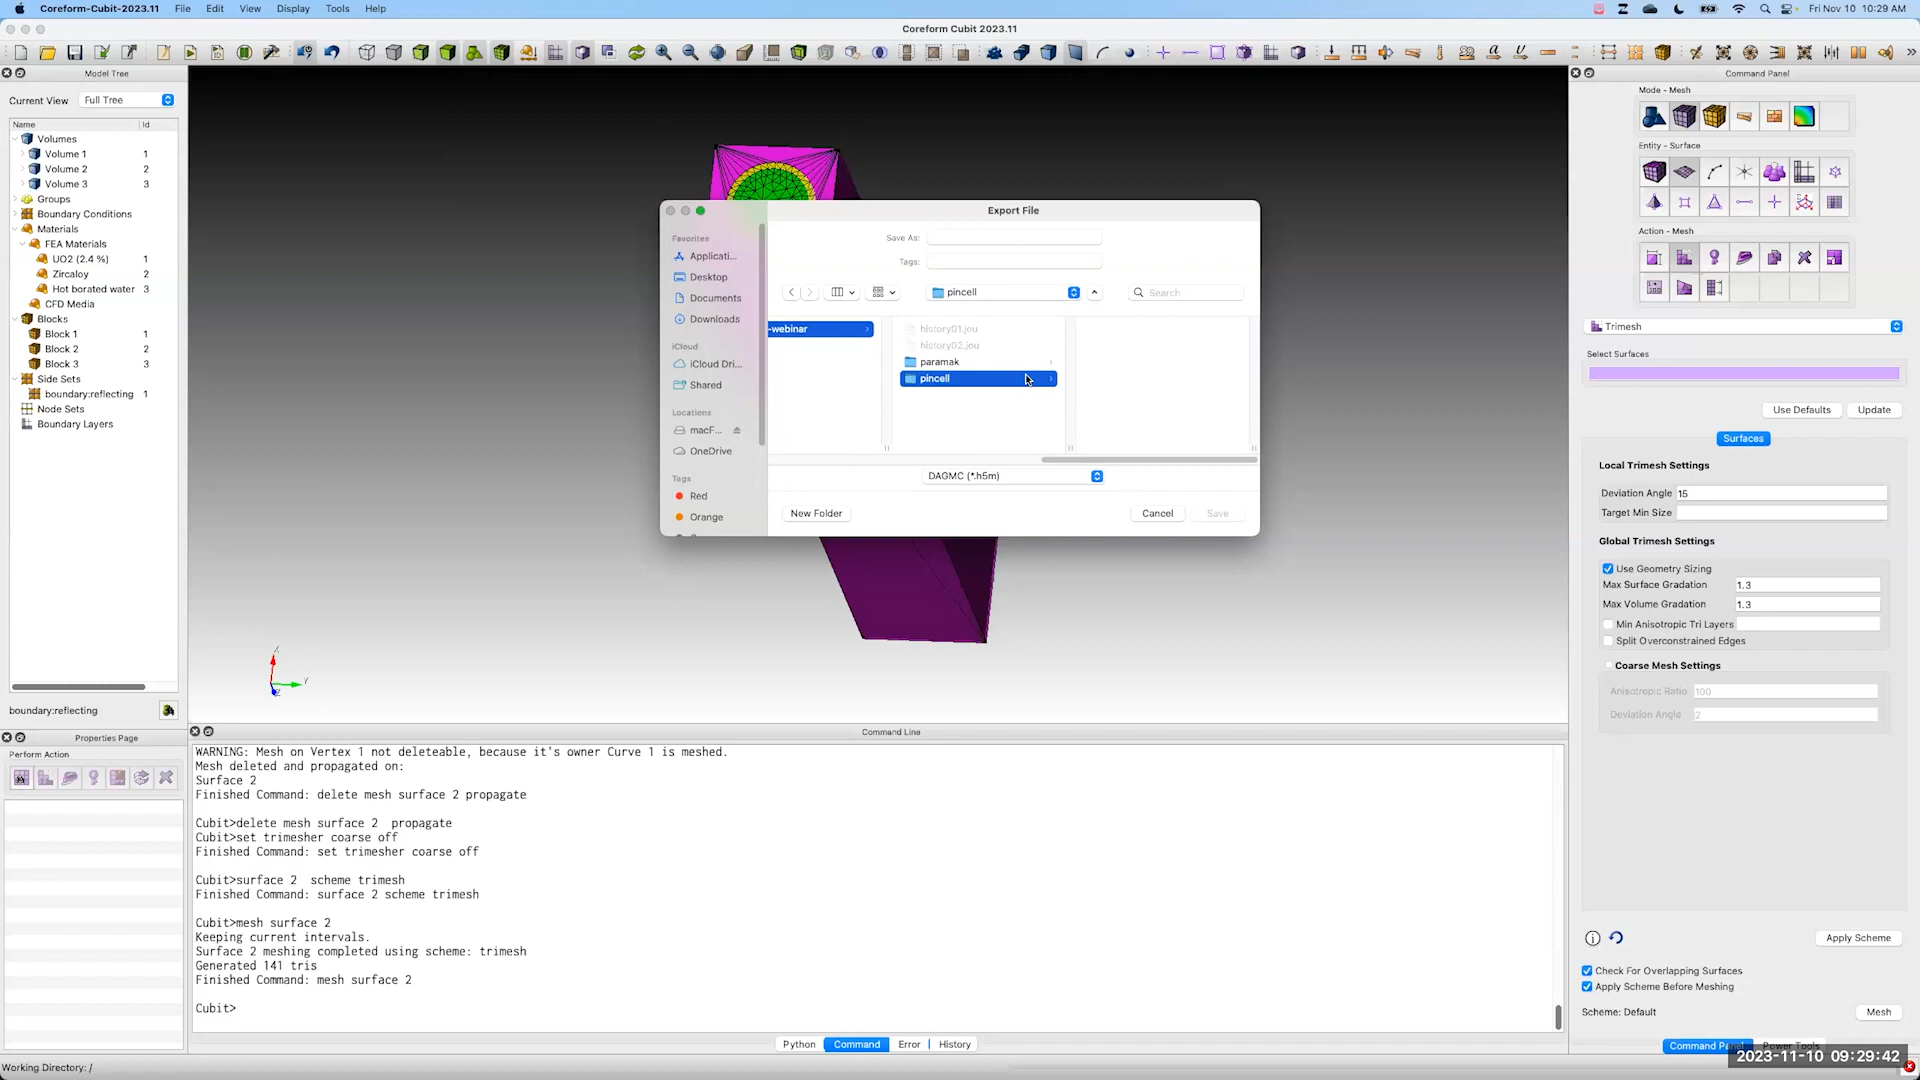 Coreform-Cubit-2023.11 File Edit View Display Tools Help Fri Nov 10 10:29 AM
Coreform Cubit 2023.11
Model Tree
Current View Full Tree
Name Id
Volumes
Volume 1 1
Volume 2 2
Volume 3 3
Groups
Boundary Conditions
Materials
FEA Materials
UO2 (2.4 %) 1
Zircaloy 2
Hot borated water 3
CFD Media
Blocks
Block 1 1
Block 2 2
Block 3 3
Side Sets
boundary:reflecting 1
Node Sets
Boundary Layers
boundary:reflecting
Properties Page
Perform Action
Export File
Favorites
Applicati...
Desktop
Documents
Downloads
iCloud
iCloud Dri...
Shared
Locations
macF...
OneDrive
Tags
Red
Orange
Save As:
Tags:
pincell
Search
-webinar
history01.jou
history02.jou
paramak
pincell
DAGMC (*.h5m)
New Folder Cancel Save
X
Y
Z
Command Line
WARNING: Mesh on Vertex 1 not deleteable, because it's owner Curve 1 is meshed.
Mesh deleted and propagated on:
Surface 2
Finished Command: delete mesh surface 2 propagate
Cubit>delete mesh surface 2 propagate
Cubit>set trimesher coarse off
Finished Command: set trimesher coarse off
Cubit>surface 2 scheme trimesh
Finished Command: surface 2 scheme trimesh
Cubit>mesh surface 2
Keeping current intervals.
Surface 2 meshing completed using scheme: trimesh
Generated 141 tris
Finished Command: mesh surface 2
Cubit>
Python Command Error History
Command Panel
Mode - Mesh
Entity - Surface
Action - Mesh
Trimesh
Select Surfaces
Use Defaults Update
Surfaces
Local Trimesh Settings
Deviation Angle 15
Target Min Size
Global Trimesh Settings
Use Geometry Sizing
Max Surface Gradation 1.3
Max Volume Gradation 1.3
Min Anisotropic Tri Layers
Split Overconstrained Edges
Coarse Mesh Settings
Anisotropic Ratio 100
Deviation Angle 2
Apply Scheme
Check For Overlapping Surfaces
Apply Scheme Before Meshing
Scheme: Default Mesh
Command Pa Power Tools
2023-11-10 09:29:42
Working Directory: /